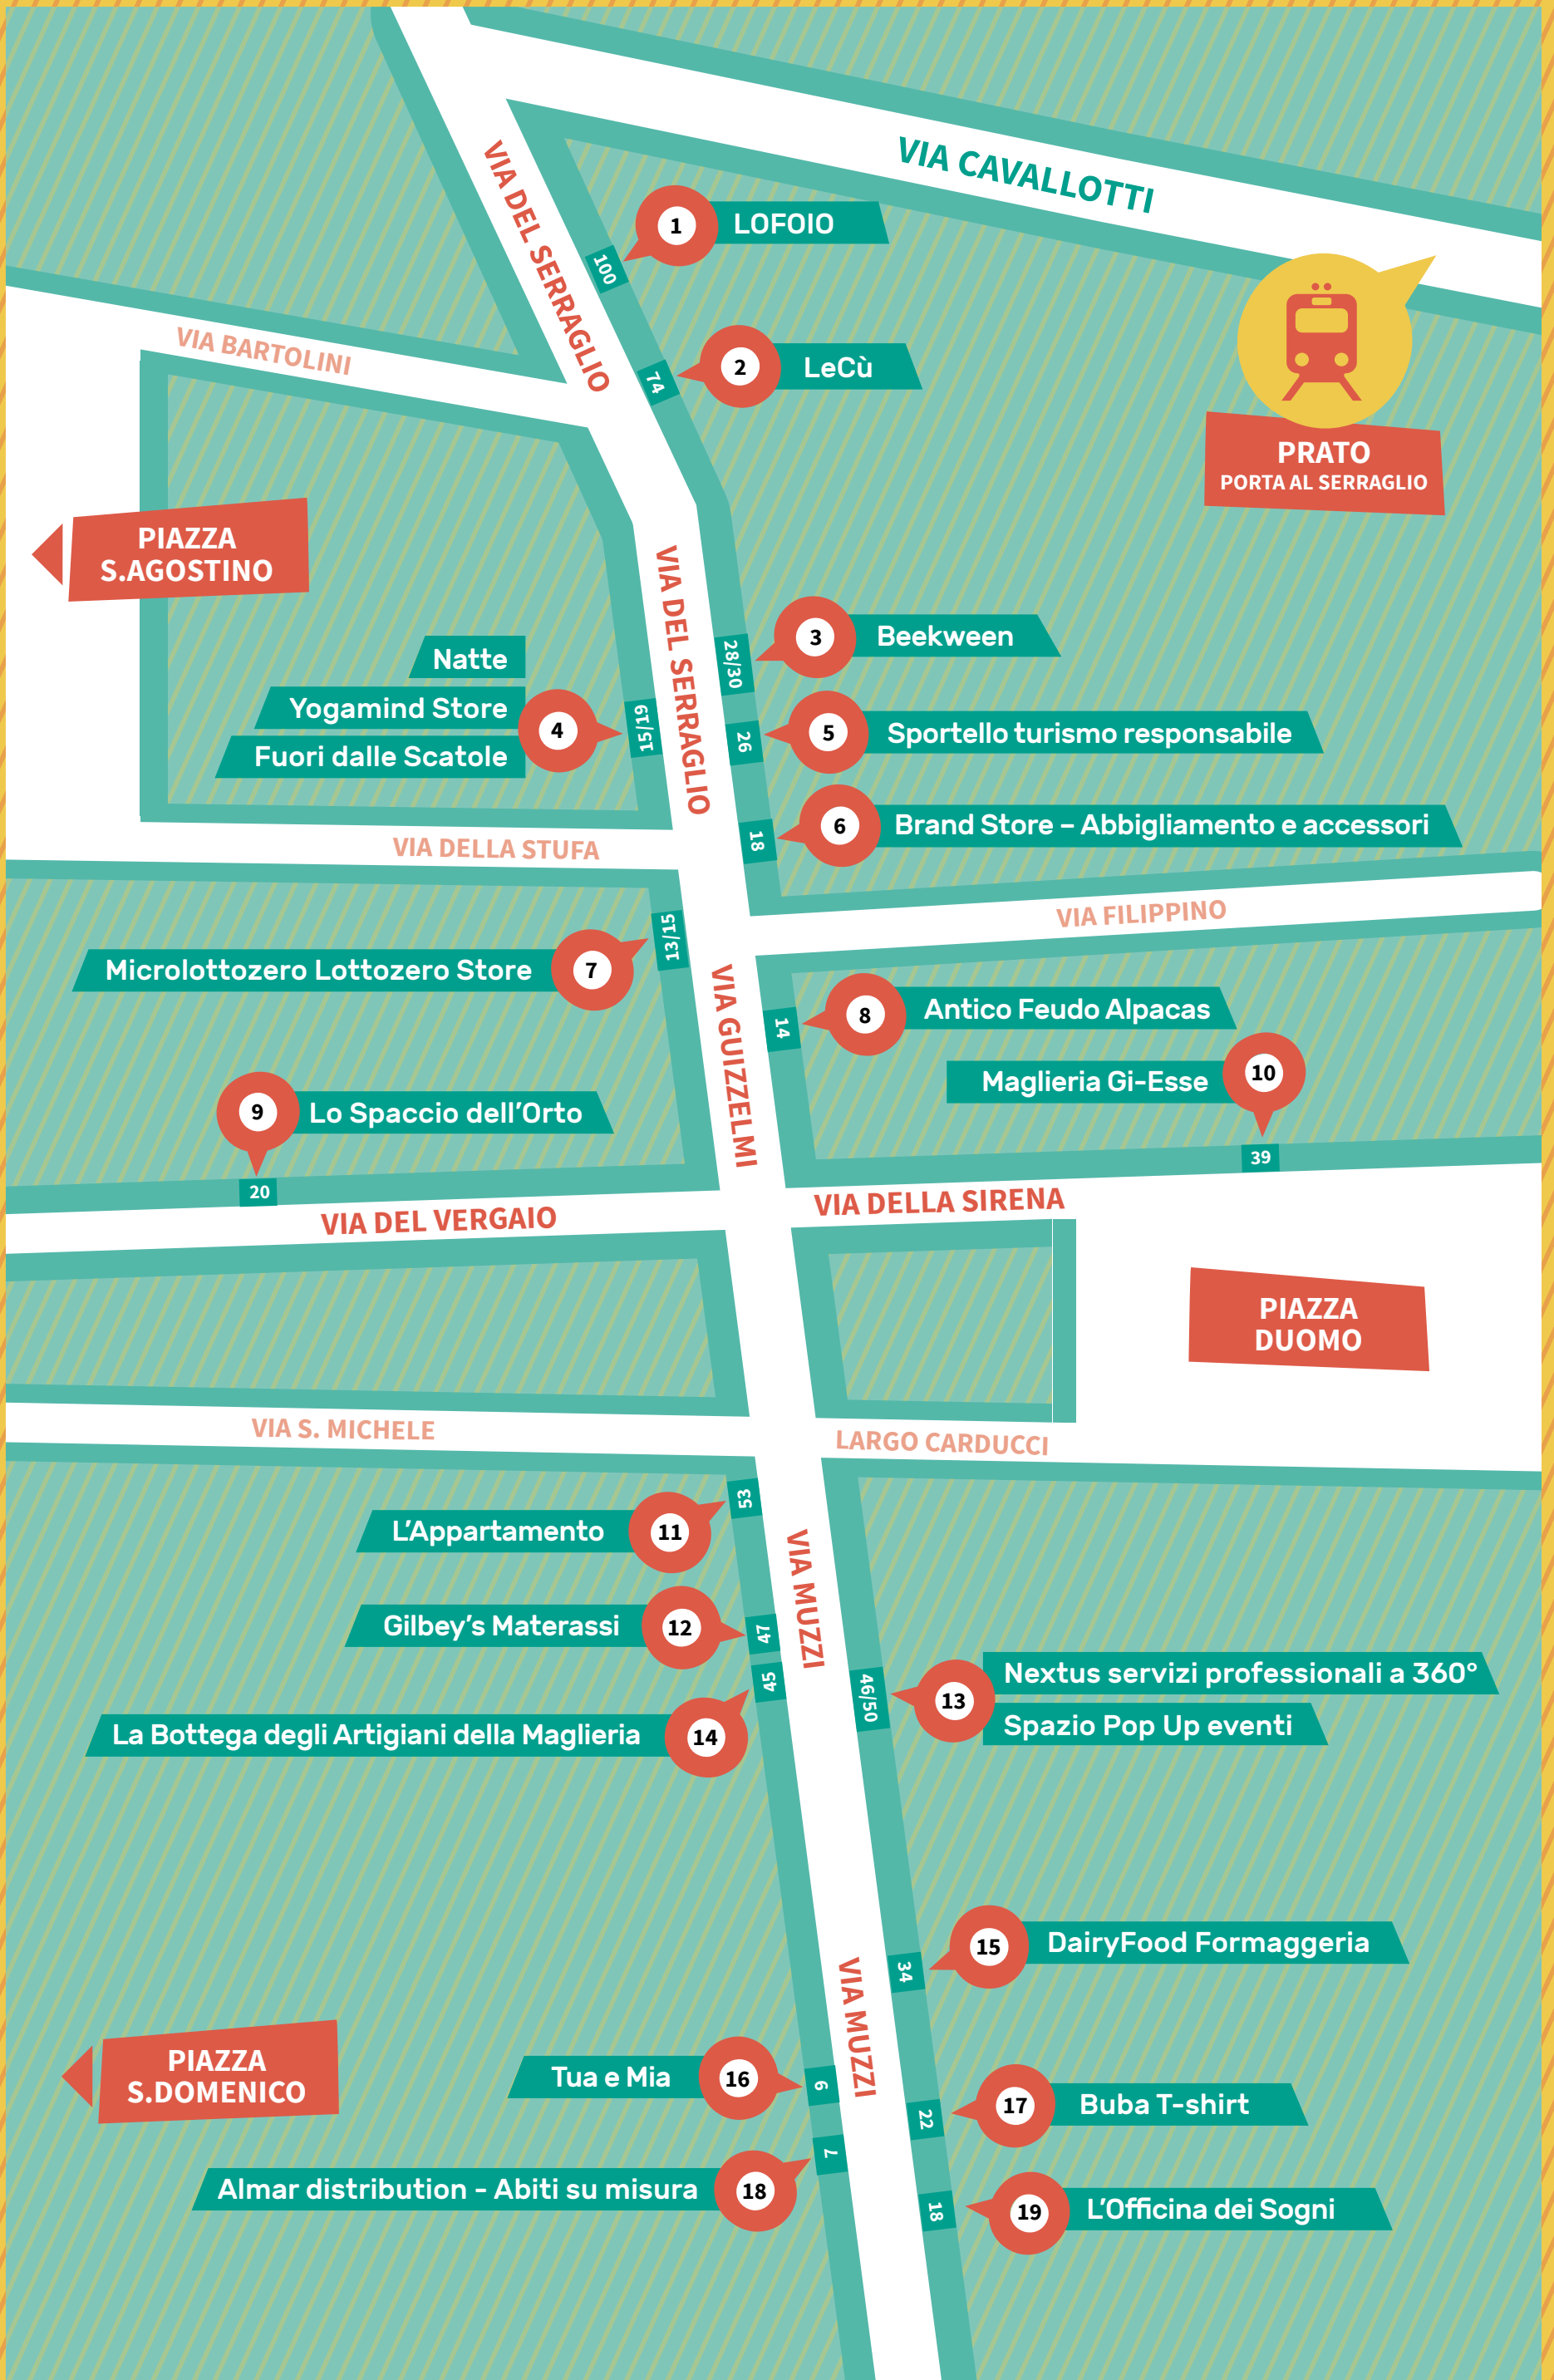 VIA CAVALLOTTI
VIA DEL SERRAGLIO
1
LOFOIO
100
VIA BARTOLINI
2
LeCù
74
PRATO
PORTA AL SERRAGLIO
PIAZZA
S.AGOSTINO
VIA DEL SERRAGLIO
3
Beekween
28/30
Natte
Yogamind Store
Fuori dalle Scatole
4
15/19
26
5
Sportello turismo responsabile
18
6
Brand Store – Abbigliamento e accessori
VIA DELLA STUFA
VIA FILIPPINO
13/15
Microlottozero Lottozero Store
7
VIA GUIZZELMI
14
8
Antico Feudo Alpacas
Maglieria Gi-Esse
10
39
9
Lo Spaccio dell’Orto
20
VIA DEL VERGAIO
VIA DELLA SIRENA
PIAZZA
DUOMO
VIA S. MICHELE
LARGO CARDUCCI
53
L’Appartamento
11
VIA MUZZI
Gilbey’s Materassi
12
47
45
46/50
13
Nextus servizi professionali a 360°
Spazio Pop Up eventi
La Bottega degli Artigiani della Maglieria
14
15
DairyFood Formaggeria
34
VIA MUZZI
PIAZZA
S.DOMENICO
Tua e Mia
16
9
22
17
Buba T-shirt
7
Almar distribution - Abiti su misura
18
18
19
L’Officina dei Sogni